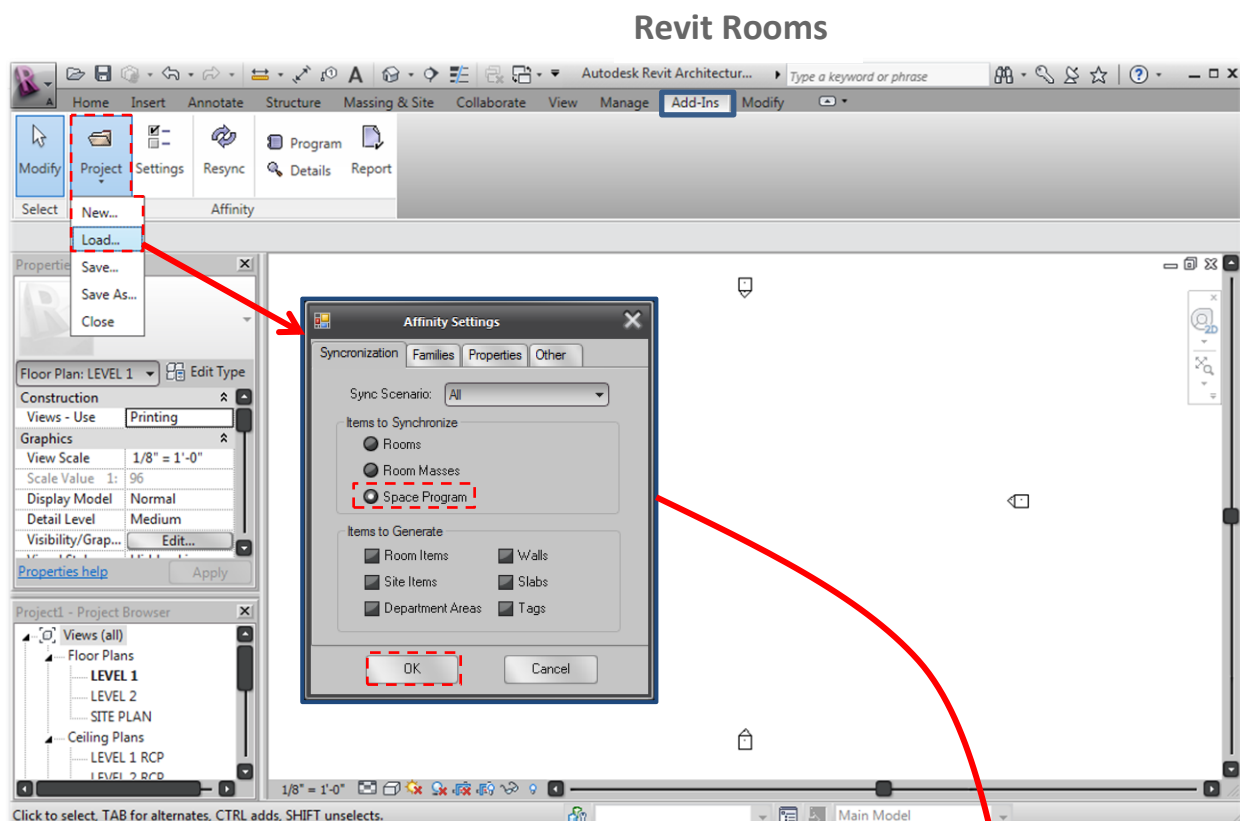 Revit Rooms
Autodesk Revit Architectur...
Type a keyword or phrase
Home Insert Annotate Structure Massing & Site Collaborate View Manage Add-Ins Modify
Modify Project Settings Resync Program Details Report
Select Affinity
New...
Load...
Save...
Save As...
Close
Propertie
Floor Plan: LEVEL 1 Edit Type
Construction
Views - Use Printing
Graphics
View Scale 1/8" = 1'-0"
Scale Value 1: 96
Display Model Normal
Detail Level Medium
Visibility/Grap... Edit...
Properties help Apply
Project1 - Project Browser
Views (all)
Floor Plans
LEVEL 1
LEVEL 2
SITE PLAN
Ceiling Plans
LEVEL 1 RCP
LEVEL 2 RCP
Affinity Settings
Syncronization Families Properties Other
Sync Scenario: All
Items to Synchronize
Rooms
Room Masses
Space Program
Items to Generate
Room Items Walls
Site Items Slabs
Department Areas Tags
OK Cancel
2D
1/8" = 1'-0"
Click to select, TAB for alternates, CTRL adds, SHIFT unselects.
Main Model